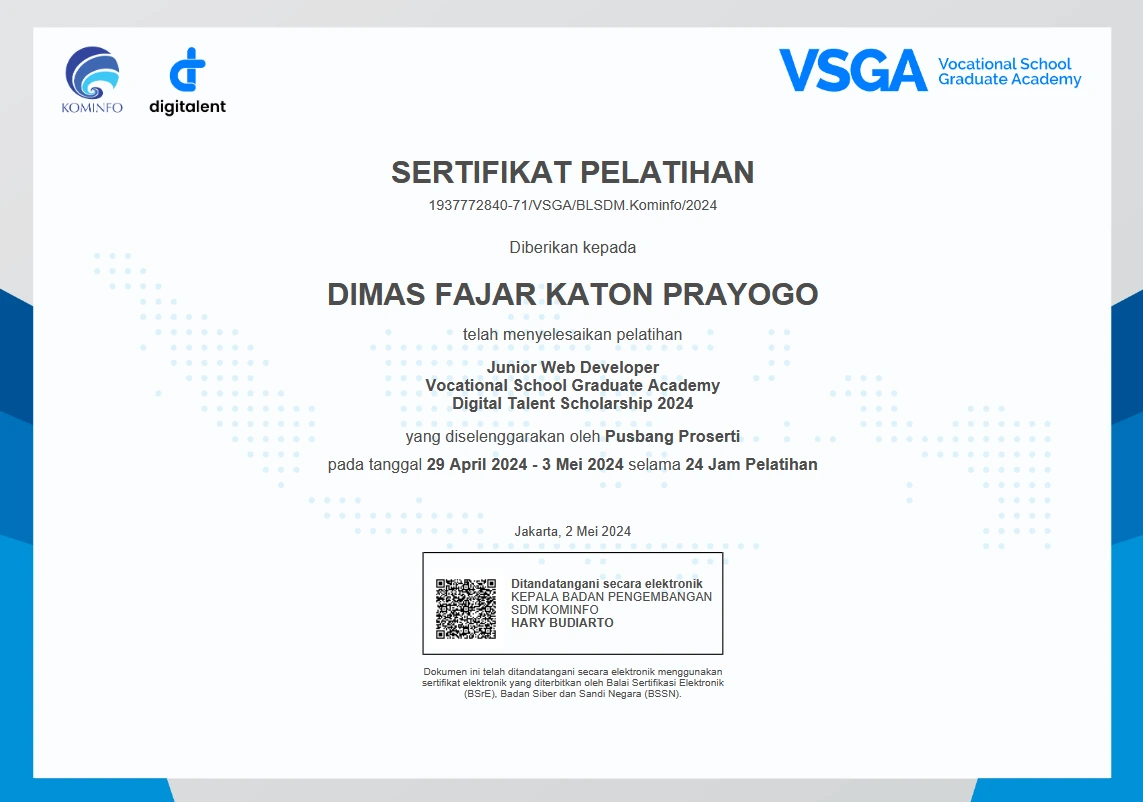 KOMINFO
digitalent
VSGA
Vocational School
Graduate Academy
SERTIFIKAT PELATIHAN
1937772840-71/VSGA/BLSDM.Kominfo/2024
Diberikan kepada
DIMAS FAJAR KATON PRAYOGO
telah menyelesaikan pelatihan
Junior Web Developer
Vocational School Graduate Academy
Digital Talent Scholarship 2024
yang diselenggarakan oleh Pusbang Proserti
pada tanggal 29 April 2024 - 3 Mei 2024 selama 24 Jam Pelatihan
Jakarta, 2 Mei 2024
Ditandatangani secara elektronik
KEPALA BADAN PENGEMBANGAN
SDM KOMINFO
HARY BUDIARTO
Dokumen ini telah ditandatangani secara elektronik menggunakan
sertifikat elektronik yang diterbitkan oleh Balai Sertifikasi Elektronik
(BSrE), Badan Siber dan Sandi Negara (BSSN).